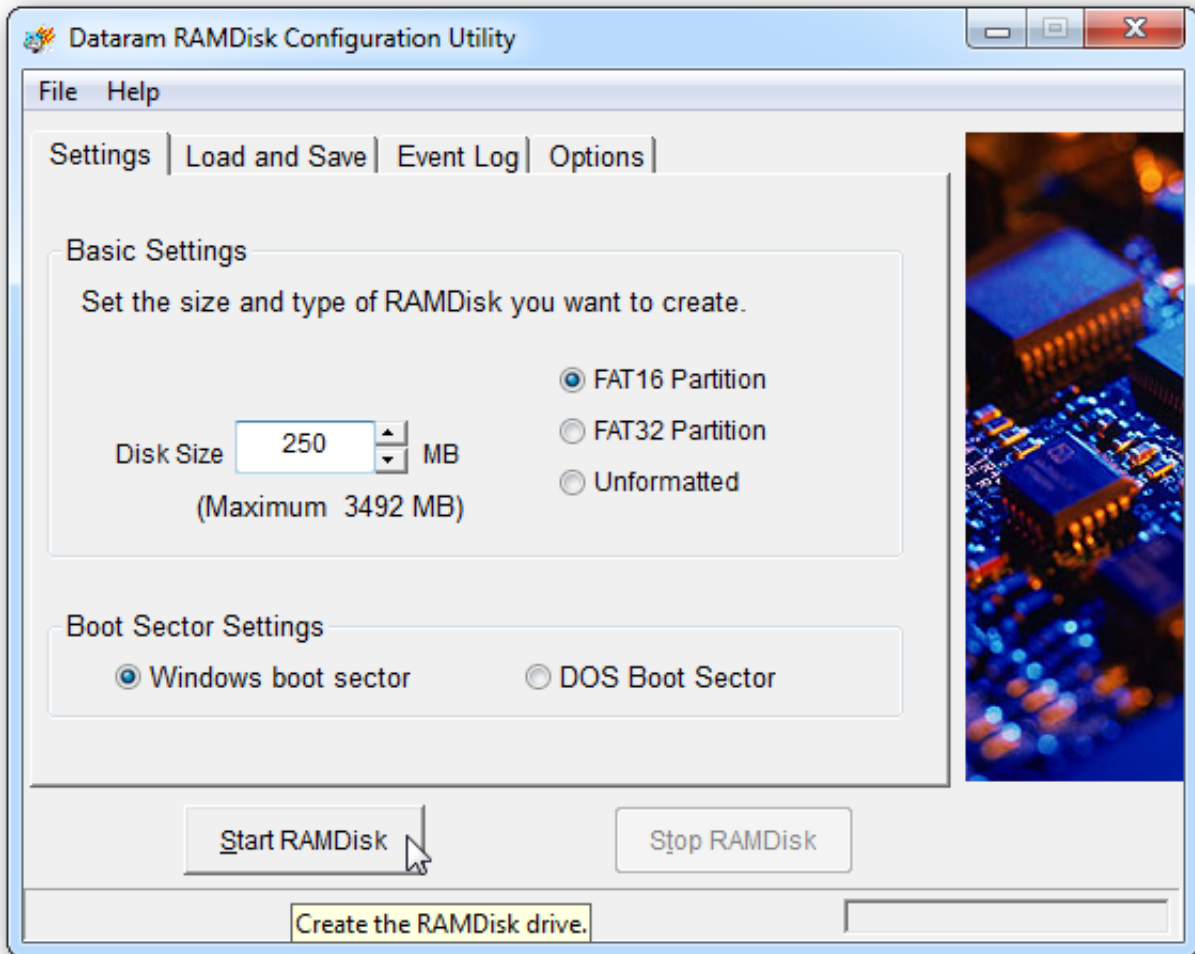 Dataram RAMDisk Configuration Utility
File Help
Settings Load and Save Event Log Options
Basic Settings
Set the size and type of RAMDisk you want to create.
FAT16 Partition
FAT32 Partition
Disk Size 250 MB
Unformatted
(Maximum 3492 MB)
Boot Sector Settings
Windows boot sector DOS Boot Sector
Start RAMDisk Stop RAMDisk
Create the RAMDisk drive.